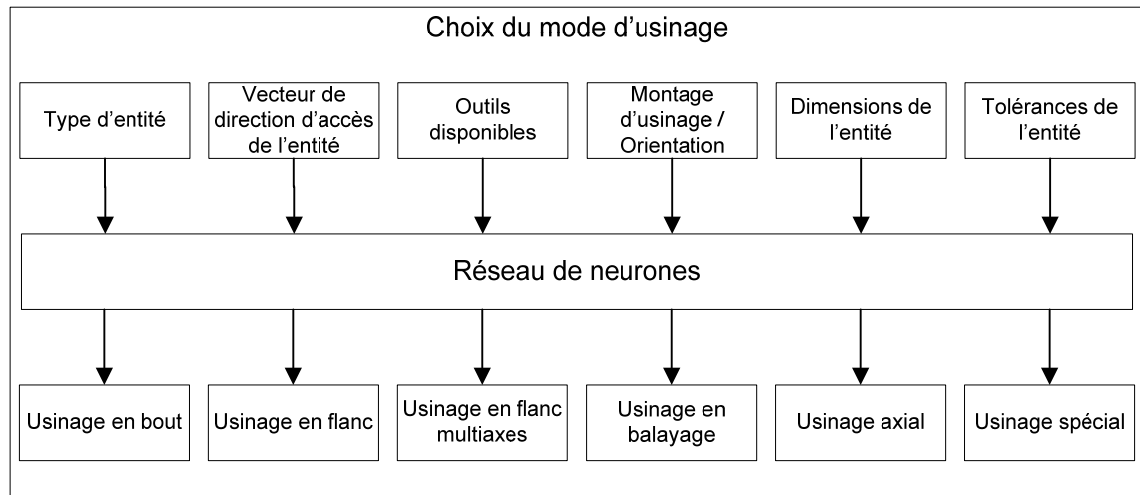 Choix du mode d'usinage
Type d'entité
Vecteur de
direction d'accès
de l'entité
Outils
disponibles
Montage
d'usinage /
Orientation
Dimensions de
l'entité
Tolérances de
l'entité
Réseau de neurones
Usinage en bout
Usinage en flanc
Usinage en flanc
multiaxes
Usinage en
balayage
Usinage axial
Usinage spécial